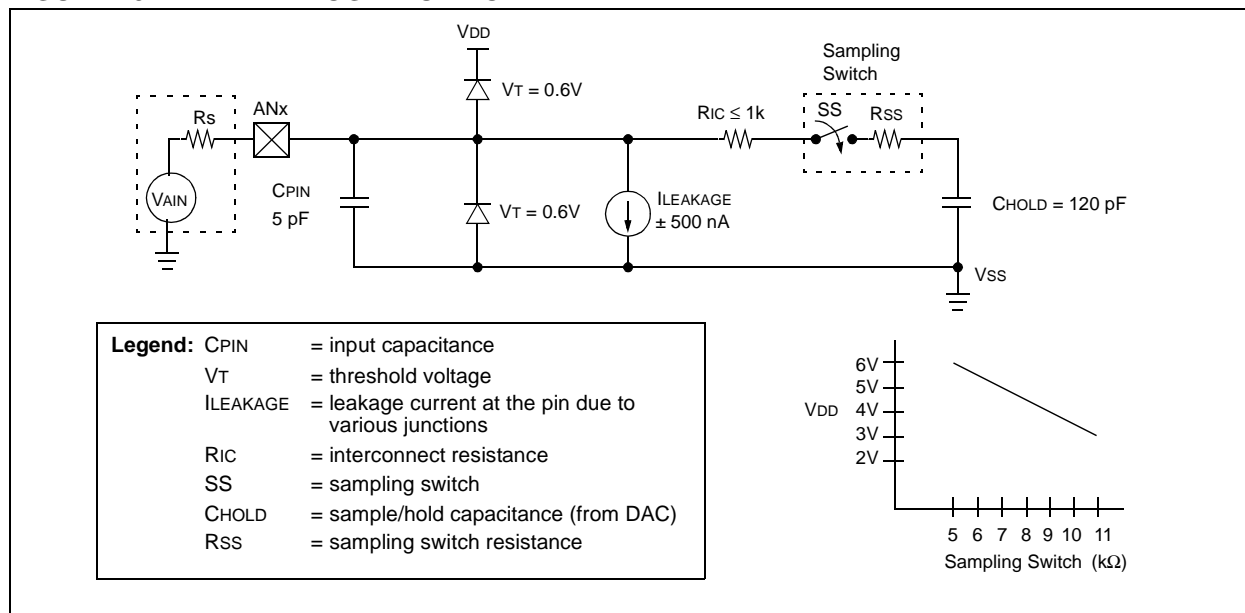 VDD
Sampling
Switch
VT = 0.6V
ANx
RS
RIC ≤ 1k
SS
RSS
VAIN
CPIN
5 pF
VT = 0.6V
ILEAKAGE
± 500 nA
CHOLD = 120 pF
VSS
Legend: CPIN = input capacitance
VT = threshold voltage
ILEAKAGE = leakage current at the pin due to
various junctions
RIC = interconnect resistance
SS = sampling switch
CHOLD = sample/hold capacitance (from DAC)
RSS = sampling switch resistance
6V
5V
VDD 4V
3V
2V
5 6 7 8 9 10 11
Sampling Switch (kΩ)